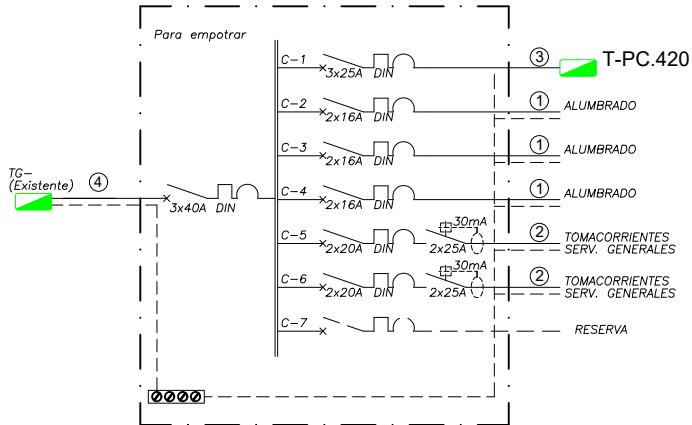 Para empotrar
C-1
3x25A DIN
3
T-PC.420
C-2
2x16A DIN
1
ALUMBRADO
C-3
2x16A DIN
1
ALUMBRADO
TG-
(Existente)
4
3x40A DIN
C-4
2x16A DIN
1
ALUMBRADO
C-5
2x20A DIN
30mA
2x25A
2
TOMACORRIENTES
SERV. GENERALES
C-6
2x20A DIN
30mA
2x25A
2
TOMACORRIENTES
SERV. GENERALES
C-7
RESERVA